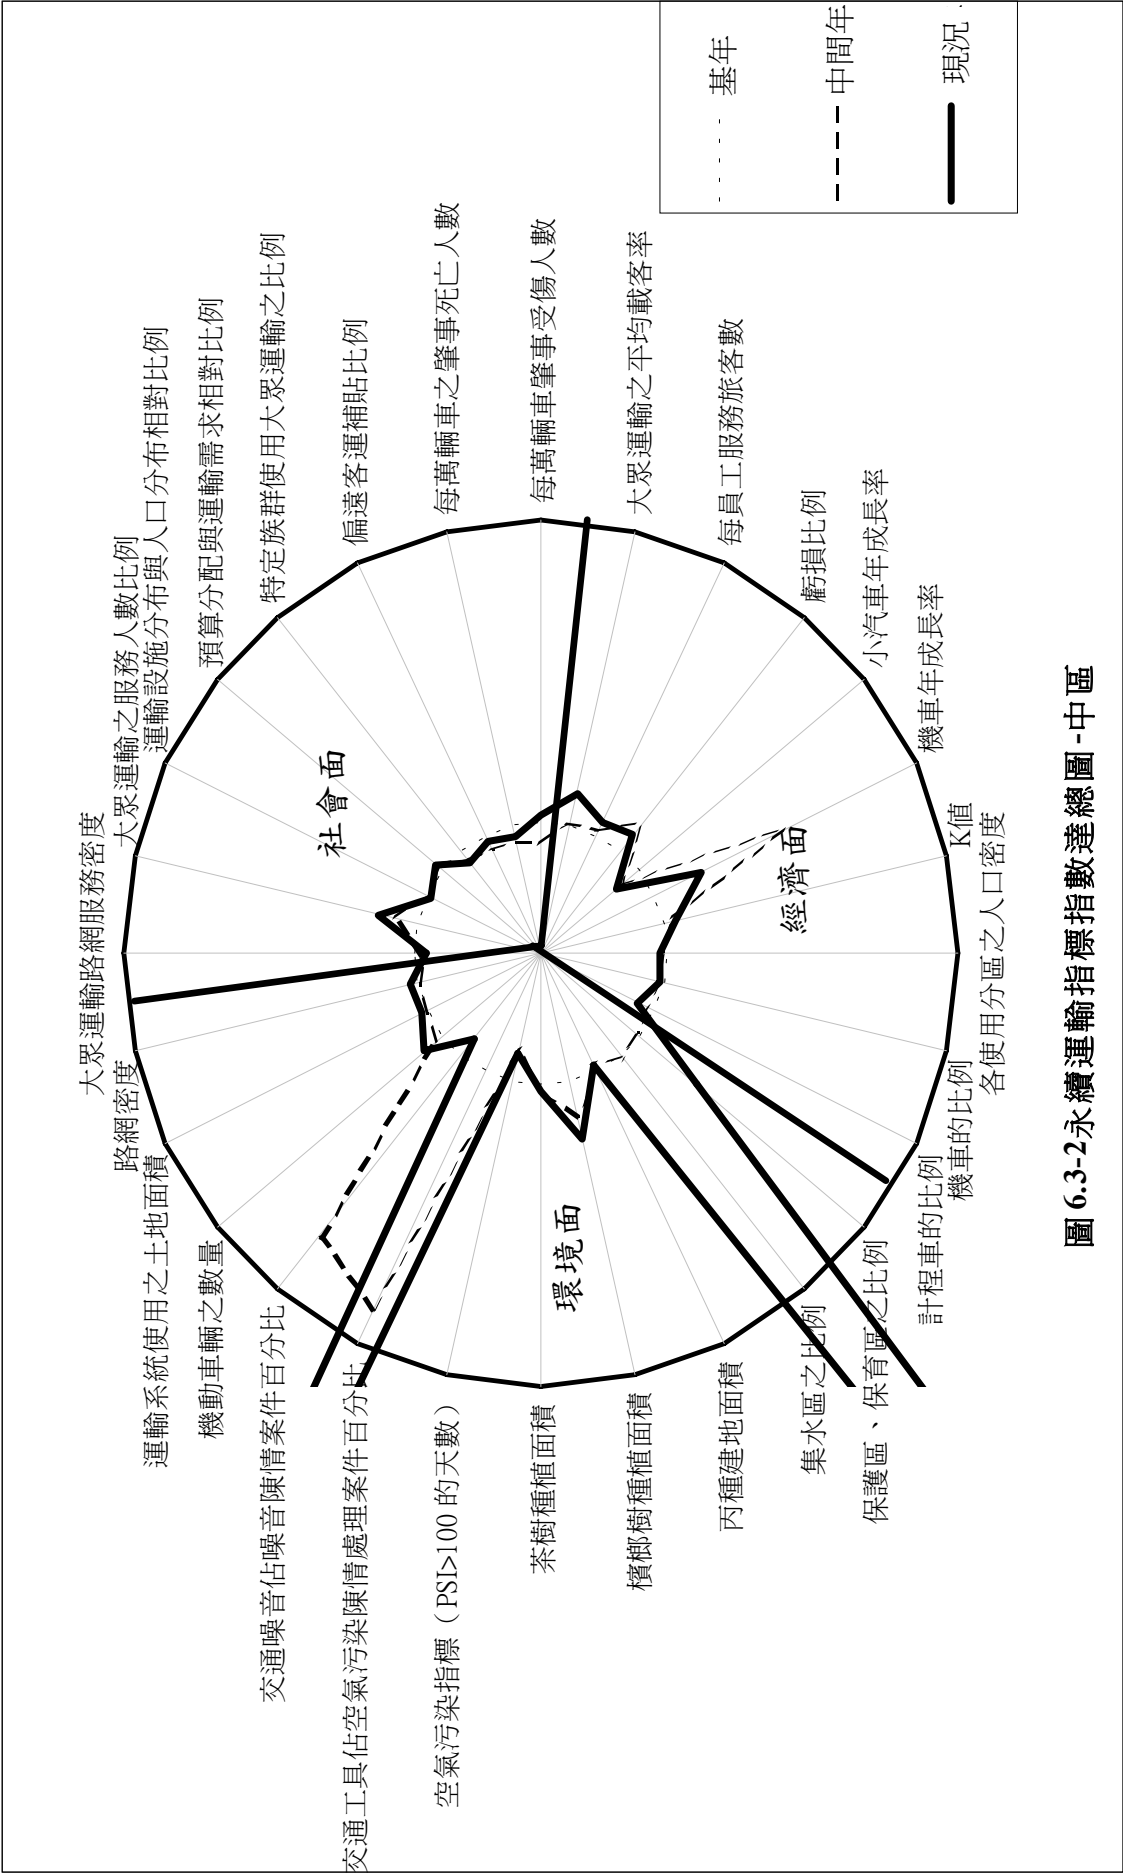 基年
中間年
現況
每萬輛車肇事受傷人數
大眾運輸之平均載客率
每員工服務旅客數
虧損比例
小汽車年成長率
機車年成長率
K值
各使用分區之人口密度
機車的比例
計程車的比例
保護區、保育區之比例
集水區之比例
丙種建地面積
檳榔樹種植面積
茶樹種植面積
空氣污染指標（PSI>100 的天數）
交通工具佔空氣污染陳情處理案件百分比
交通噪音佔噪音陳情案件百分比
機動車輛之數量
運輸系統使用之土地面積
路網密度
大眾運輸路網服務密度
大眾運輸之服務人數比例
運輸設施分布與人口分布相對比例
預算分配與運輸需求相對比例
特定族群使用大眾運輸之比例
偏遠客運補貼比例
每萬輛車之肇事死亡人數
社會面
經濟面
環境面
圖 6.3-2永續運輸指標指數達總圖-中區